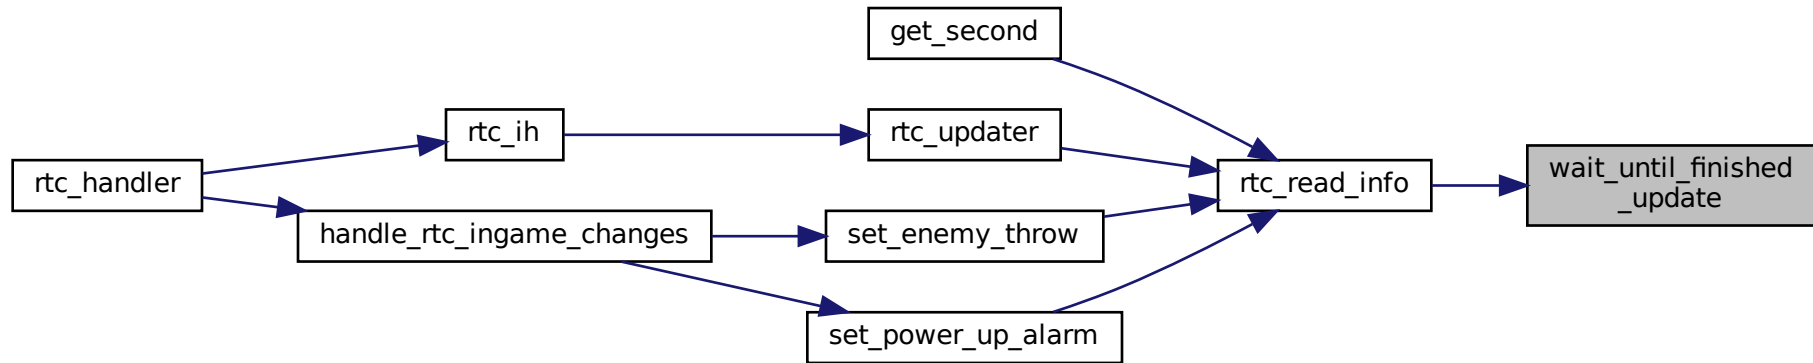 get_second
rtc_ih
rtc_updater
rtc_handler
rtc_read_info
wait_until_finished
_update
handle_rtc_ingame_changes
set_enemy_throw
set_power_up_alarm